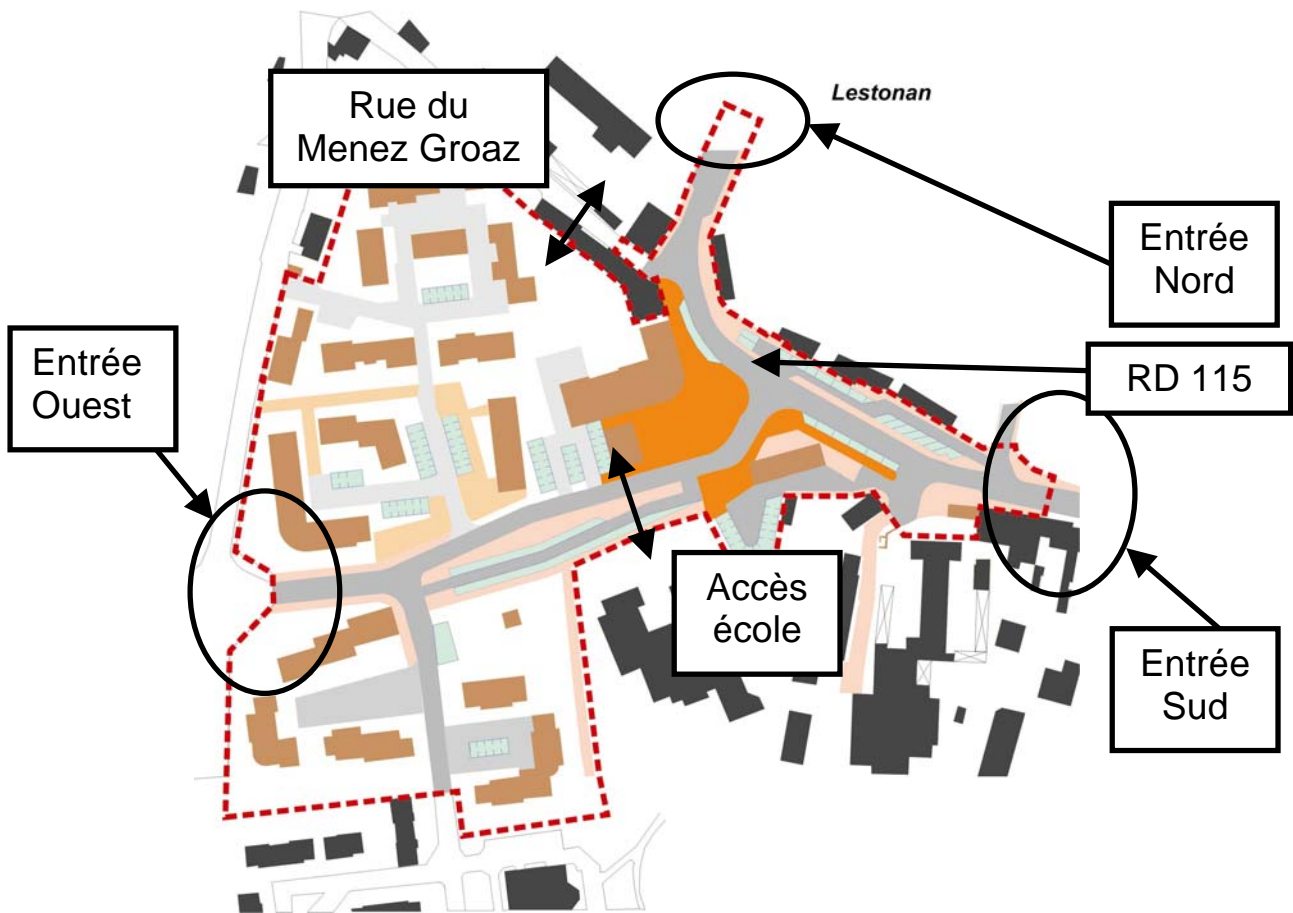 Lestonan
Rue du
Menez Groaz
Entrée
Nord
Entrée
Ouest
RD 115
Accès
école
Entrée
Sud